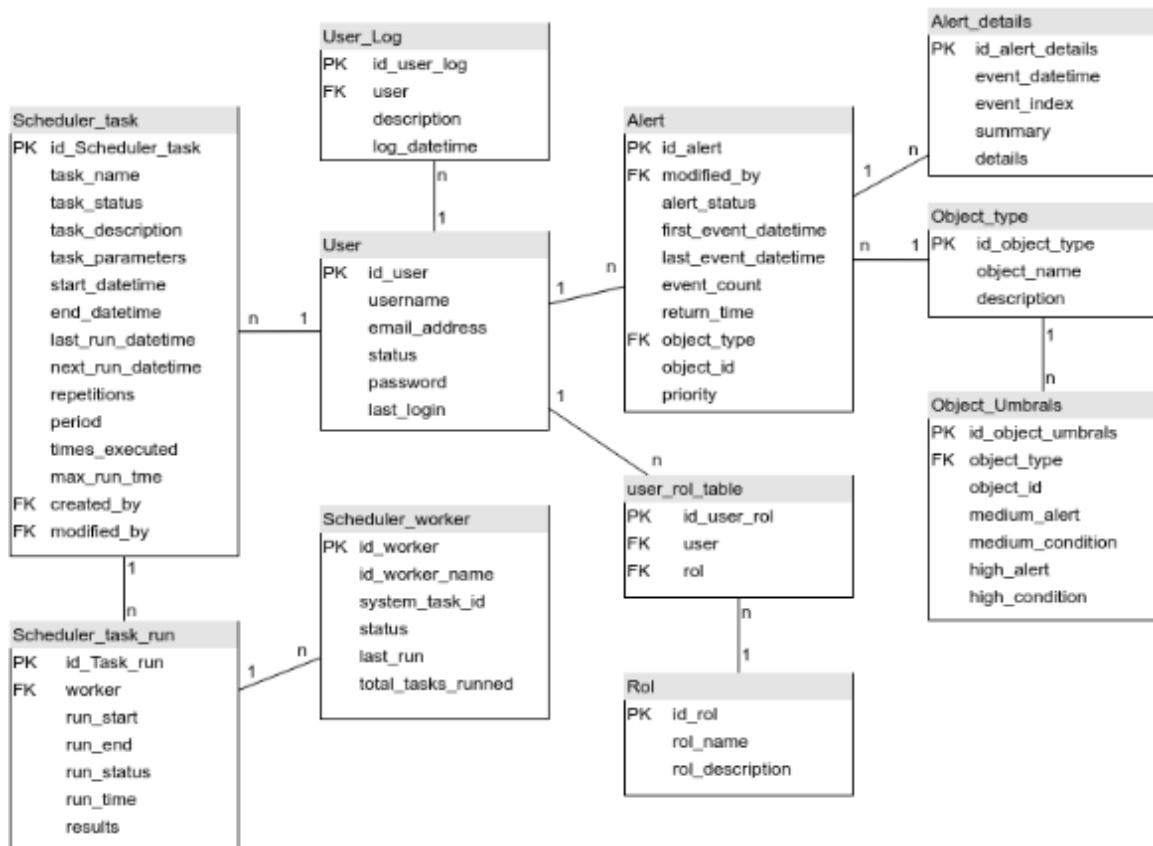 User_Log
PK id_user_log
FK user
description
log_datetime
n
1
Scheduler_task
PK id_Scheduler_task
task_name
task_status
task_description
task_parameters
start_datetime
end_datetime
last_run_datetime
next_run_datetime
repetitions
period
times_executed
max_run_tme
FK created_by
FK modified_by
n 1
1
n
User
PK id_user
username
email_address
status
password
last_login
1 n
1
n
Alert
PK id_alert
FK modified_by
alert_status
first_event_datetime
last_event_datetime
event_count
return_time
FK object_type
object_id
priority
1 n
n 1
Alert_details
PK id_alert_details
event_datetime
event_index
summary
details
Object_type
PK id_object_type
object_name
description
1
n
Object_Umbrals
PK id_object_umbrals
FK object_type
object_id
medium_alert
medium_condition
high_alert
high_condition
Scheduler_task_run
PK id_Task_run
FK worker
run_start
run_end
run_status
run_time
results
1 n
Scheduler_worker
PK id_worker
id_worker_name
system_task_id
status
last_run
total_tasks_runned
user_rol_table
PK id_user_rol
FK user
FK rol
n
1
Rol
PK id_rol
rol_name
rol_description